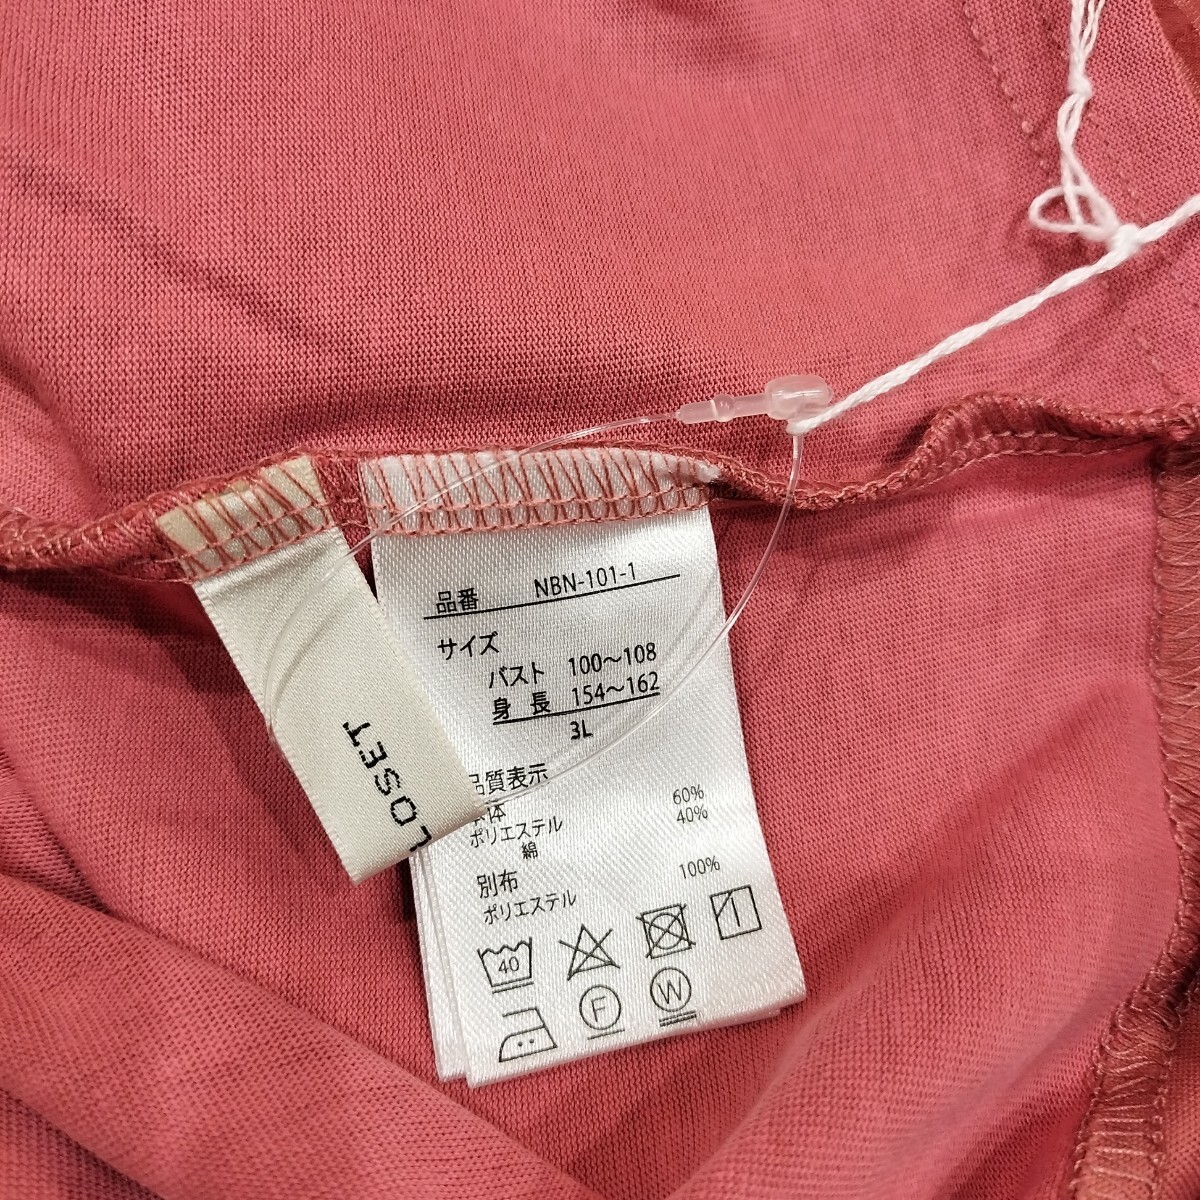 品番 NBN-101-1
サイズ
バスト 100～108
身長 154～162
3L
品質表示
本体
ポリエステル 60%
綿 40%
別布
ポリエステル 100%
40
F
W
LOSET